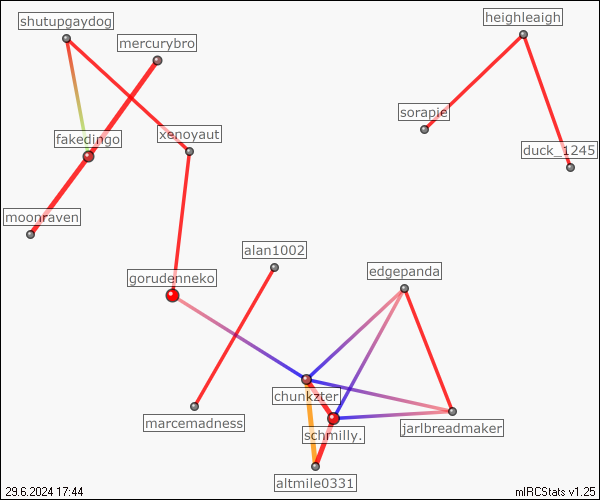 shutupgaydog
heighleaigh
mercurybro
sorapie
fakedingo
xenoyaut
duck_1245
moonraven
alan1002
gorudenneko
edgepanda
chunkzter
marcemadness
jarlbreadmaker
schmilly.
altmile0331
29.6.2024 17:44
mIRCStats v1.25